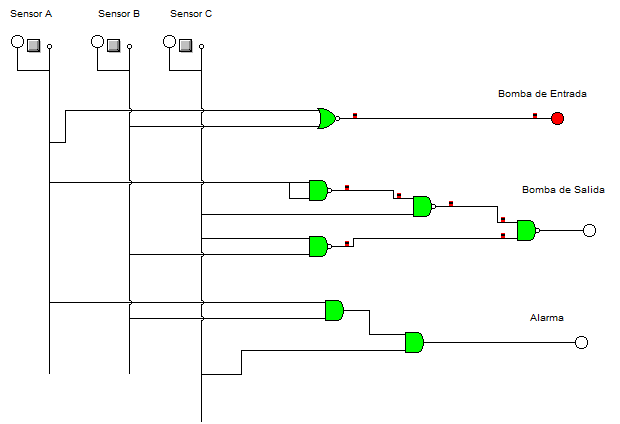 Sensor A
Sensor B
Sensor C
Bomba de Entrada
Bomba de Salida
Alarma